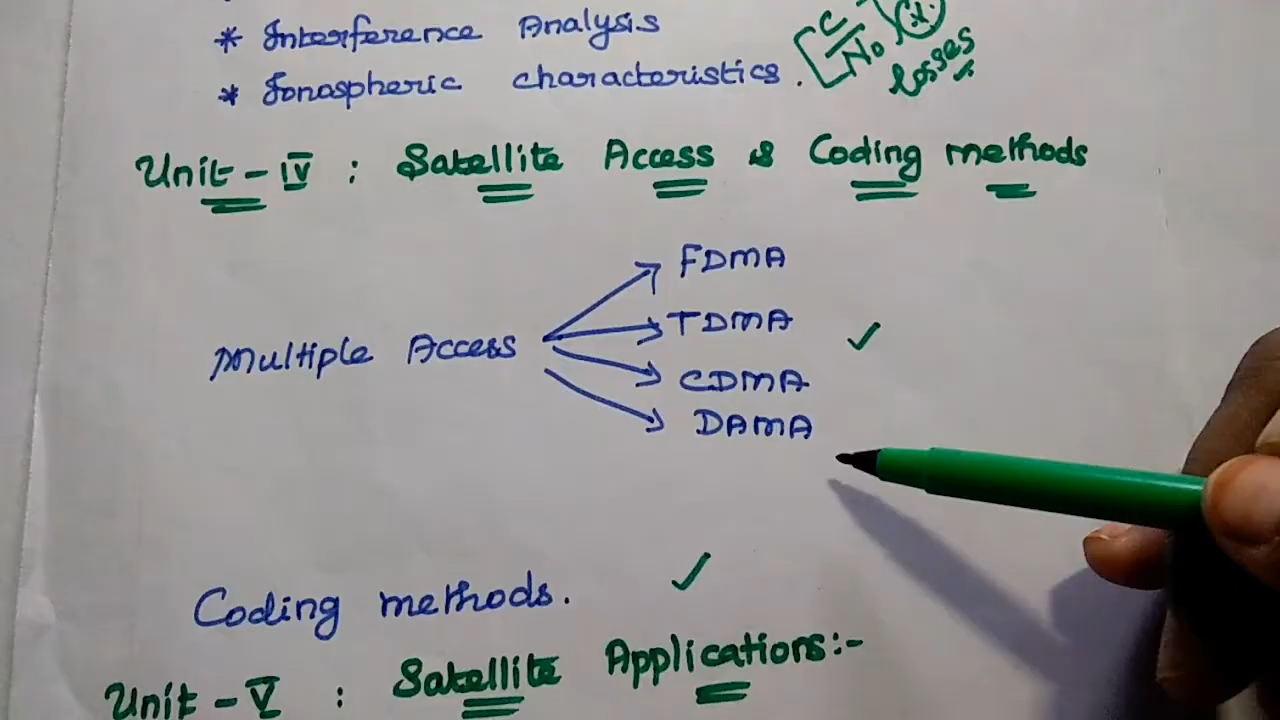 * Interference Analysis
* Ionospheric characteristics.
[C/No
losses
Unit - IV : Satellite Access & Coding methods
Multiple Access
FDMA
TDMA
CDMA
DAMA
Coding methods.
Unit - V : Satellite Applications:-